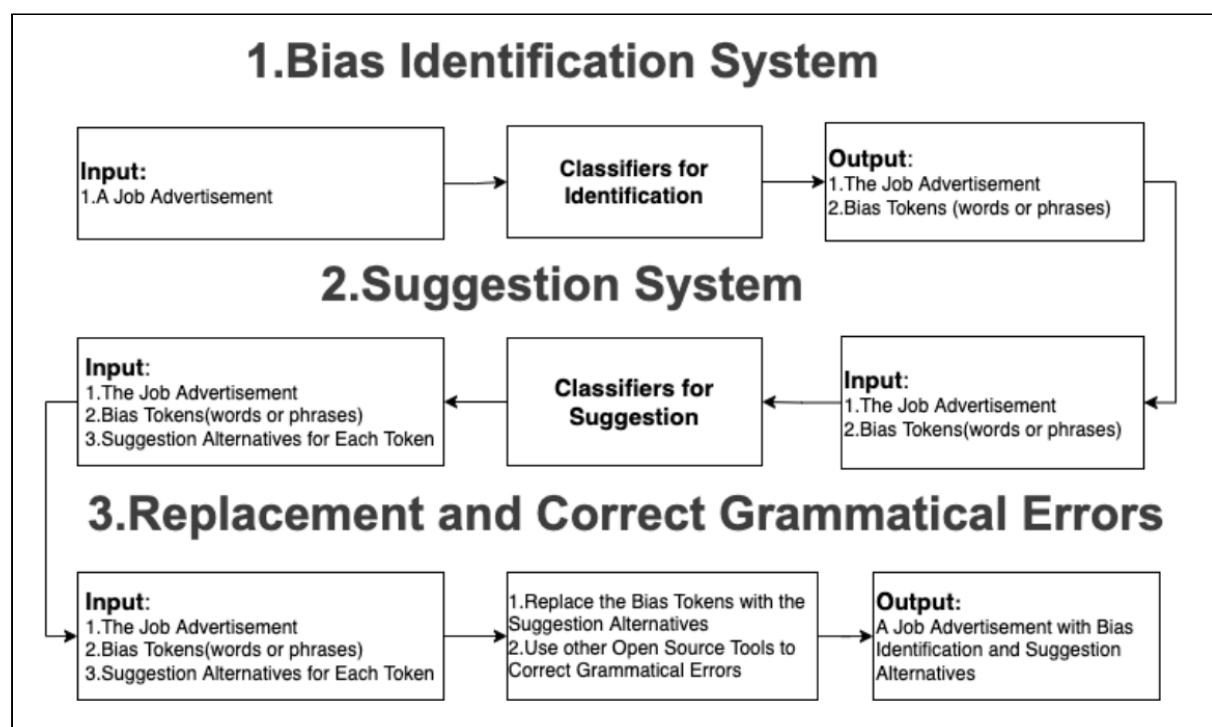 1.Bias Identification System
Input:
1.A Job Advertisement
Classifiers for
Identification
Output:
1.The Job Advertisement
2.Bias Tokens (words or phrases)
2.Suggestion System
Input:
1.The Job Advertisement
2.Bias Tokens(words or phrases)
3.Suggestion Alternatives for Each Token
Classifiers for
Suggestion
Input:
1.The Job Advertisement
2.Bias Tokens(words or phrases)
3.Replacement and Correct Grammatical Errors
Input:
1.The Job Advertisement
2.Bias Tokens(words or phrases)
3.Suggestion Alternatives for Each Token
1.Replace the Bias Tokens with the
Suggestion Alternatives
2.Use other Open Source Tools to
Correct Grammatical Errors
Output:
A Job Advertisement with Bias
Identification and Suggestion
Alternatives